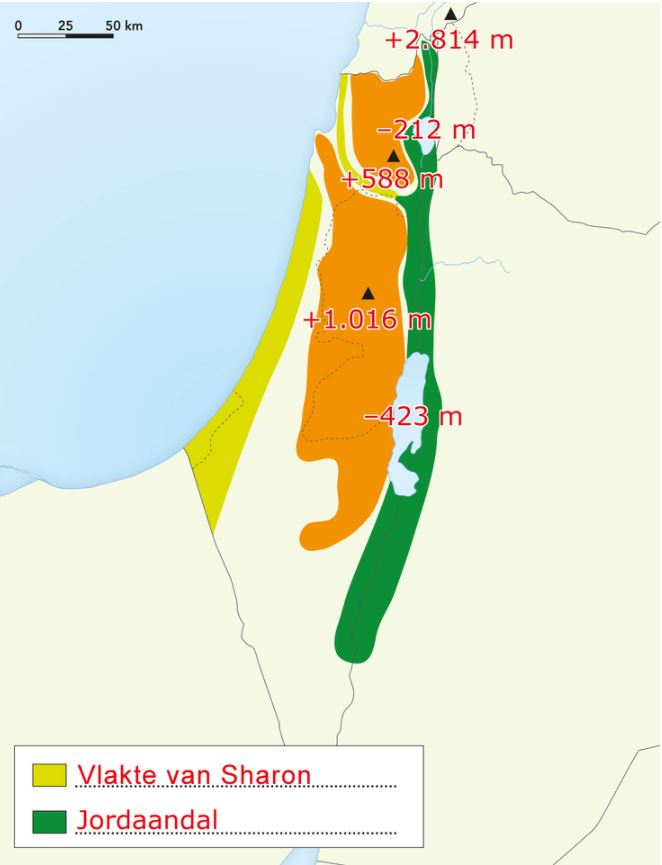 0 25 50 km
+2.814 m
−212 m
+588 m
+1.016 m
−423 m
Vlakte van Sharon
Jordaandal